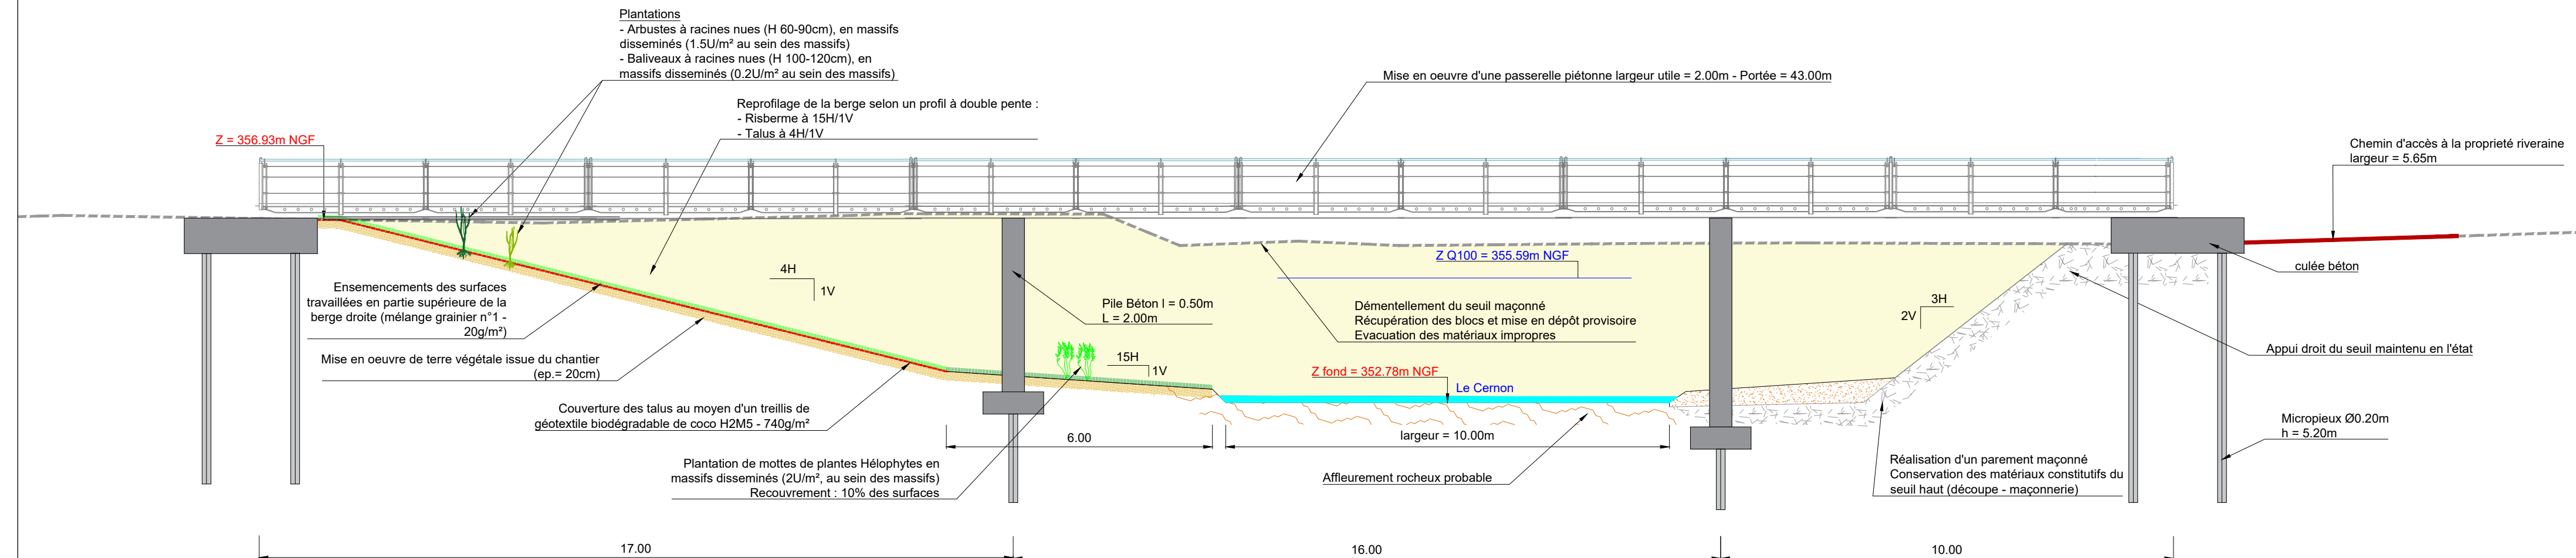 Plantations
- Arbustes à racines nues (H 60-90cm), en massifs
disseminés (1.5U/m² au sein des massifs)
- Baliveaux à racines nues (H 100-120cm), en
massifs disseminés (0.2U/m² au sein des massifs)
Mise en oeuvre d'une passerelle piétonne largeur utile = 2.00m - Portée = 43.00m
Reprofilage de la berge selon un profil à double pente :
- Risberme à 15H/1V
- Talus à 4H/1V
Z = 356.93m NGF
Chemin d'accès à la proprieté riveraine
largeur = 5.65m
Z Q100 = 355.59m NGF
4H
1V
culée béton
Ensemencements des surfaces
travaillées en partie supérieure de la
berge droite (mélange grainier n°1 -
20g/m²)
Pile Béton l = 0.50m
L = 2.00m
Démentellement du seuil maçonné
Récupération des blocs et mise en dépôt provisoire
Evacuation des matériaux impropres
3H
2V
Appui droit du seuil maintenu en l'état
Mise en oeuvre de terre végétale issue du chantier
(ep.= 20cm)
15H
1V
Z fond = 352.78m NGF
Le Cernon
Couverture des talus au moyen d'un treillis de
géotextile biodégradable de coco H2M5 - 740g/m²
6.00
largeur = 10.00m
Micropieux Ø0.20m
h = 5.20m
Plantation de mottes de plantes Hélophytes en
massifs disseminés (2U/m², au sein des massifs)
Recouvrement : 10% des surfaces
Affleurement rocheux probable
Réalisation d'un parement maçonné
Conservation des matériaux constitutifs du
seuil haut (découpe - maçonnerie)
17.00
16.00
10.00